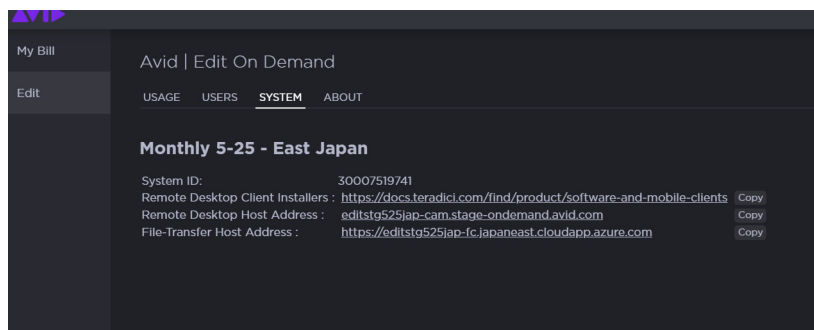 AVID
My Bill
Edit
Avid | Edit On Demand
USAGE USERS SYSTEM ABOUT
Monthly 5-25 - East Japan
System ID: 30007519741
Remote Desktop Client Installers : https://docs.teradici.com/find/product/software-and-mobile-clients Copy
Remote Desktop Host Address : editstg525jap-cam.stage-ondemand.avid.com Copy
File-Transfer Host Address : https://editstg525jap-fc.japaneast.cloudapp.azure.com Copy